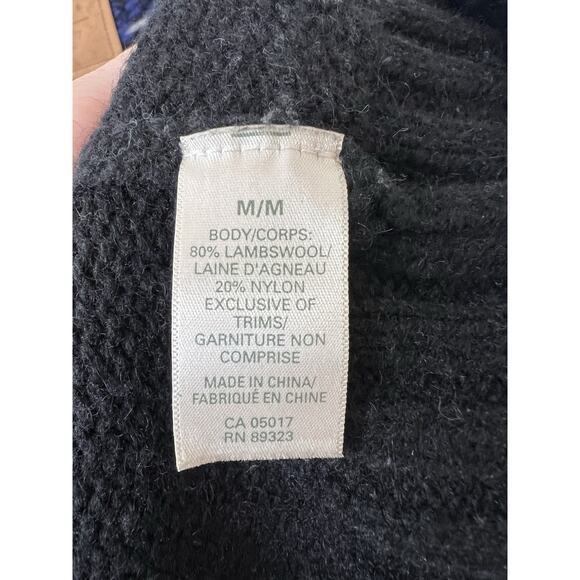 M/M
BODY/CORPS:
80% LAMBSWOOL/
LAINE D'AGNEAU
20% NYLON
EXCLUSIVE OF
TRIMS/
GARNITURE NON
COMPRISE
MADE IN CHINA/
FABRIQUÉ EN CHINE
CA 05017
RN 89323